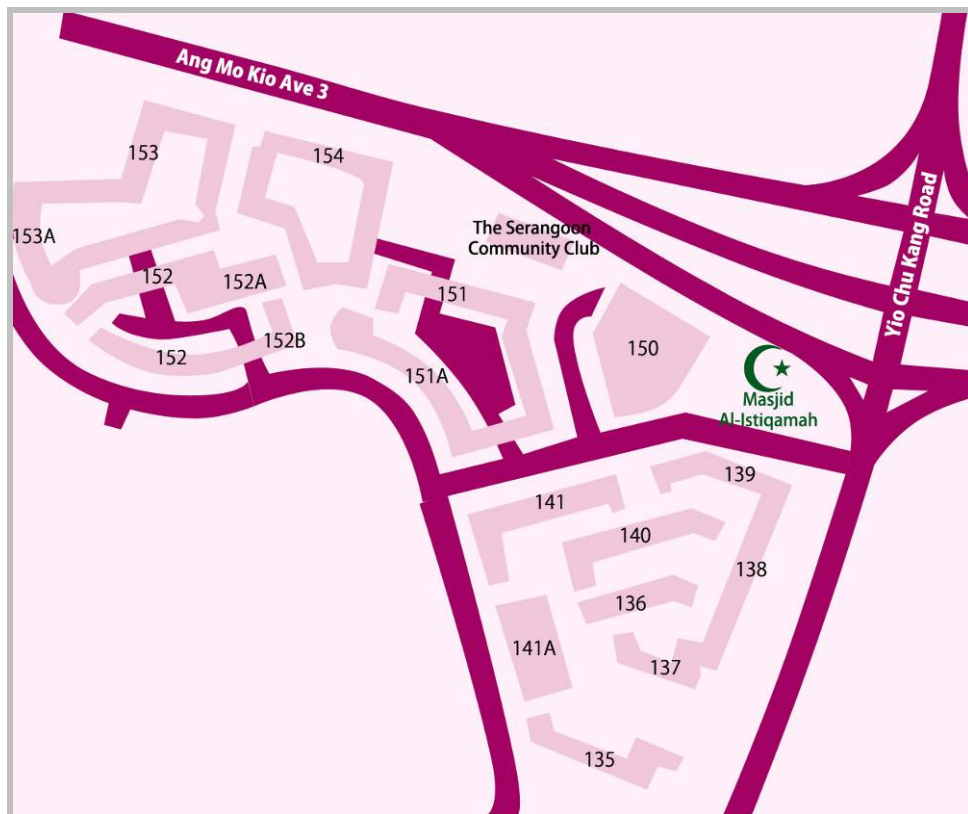 Ang Mo Kio Ave 3
153
154
Yio Chu Kang Road
153A
The Serangoon
Community Club
152
152A
151
152B
152
150
151A
Masjid
Al-Istiqamah
139
141
140
138
136
141A
137
135